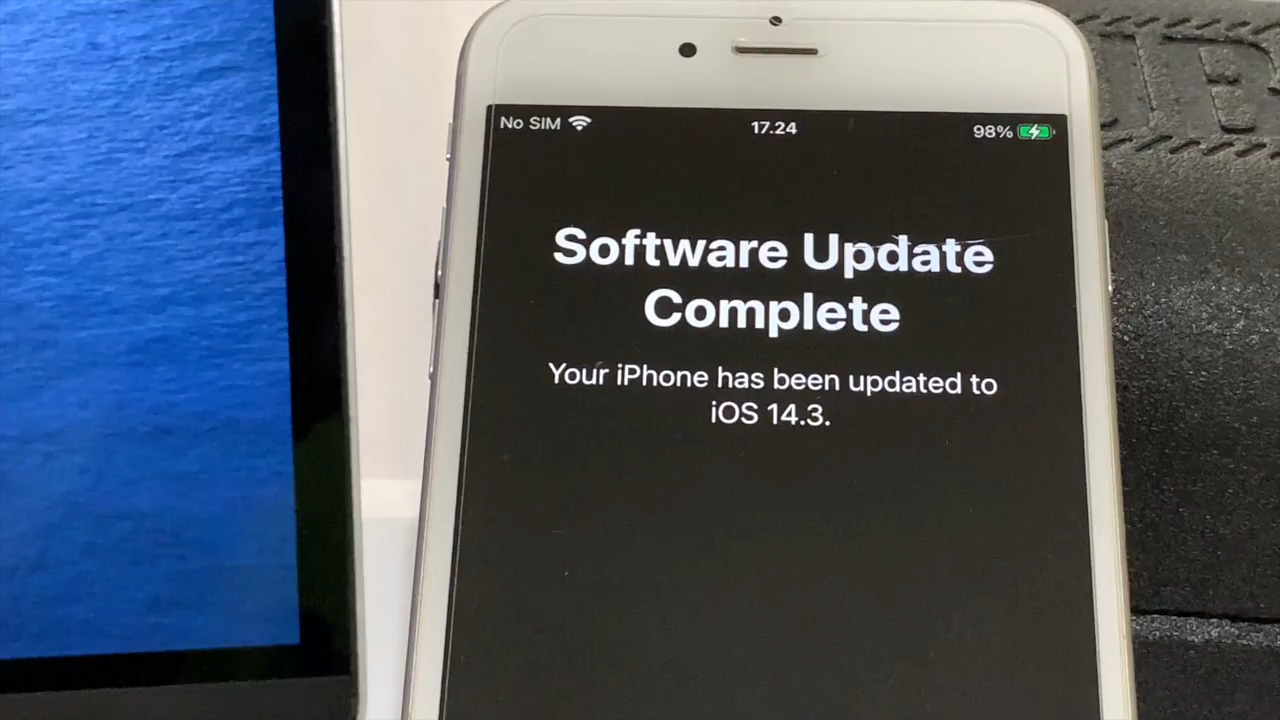 No SIM 17.24 98%
Software Update
Complete
Your iPhone has been updated to
iOS 14.3.